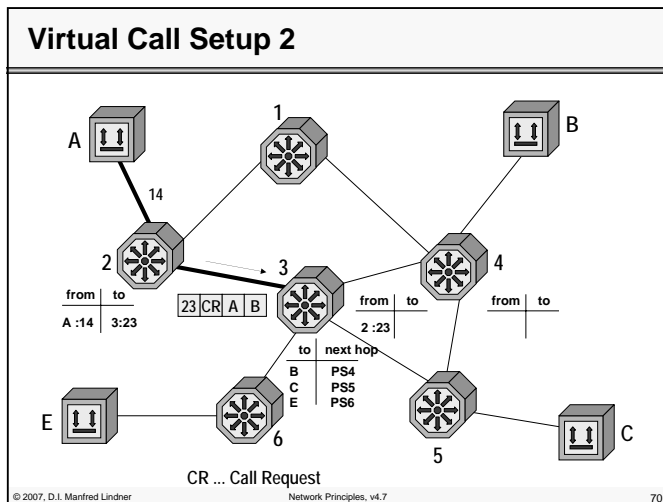 Virtual Call Setup 2
A
1
B
14
2
3
4
from to
A :14 3:23
23 CR A B
from to
2 :23
from to
to next hop
B PS4
C PS5
E PS6
E
6
5
C
CR ... Call Request
© 2007, D.I. Manfred Lindner
Network Principles, v4.7
70